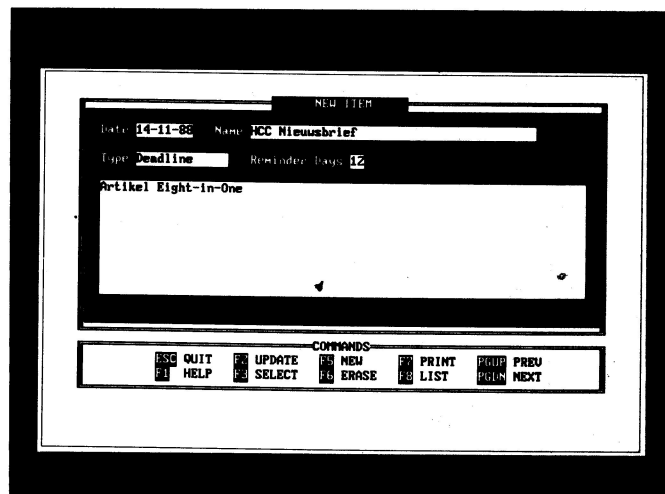 NEW ITEM
Date 14-11-88 Name HCC Nieuwsbrief
Type Deadline Reminder Days 12
Artikel Eight-in-One
COMMANDS
ESC QUIT F2 UPDATE F5 NEW F7 PRINT PGUP PREV
F1 HELP F3 SELECT F6 ERASE F8 LIST PGDN NEXT